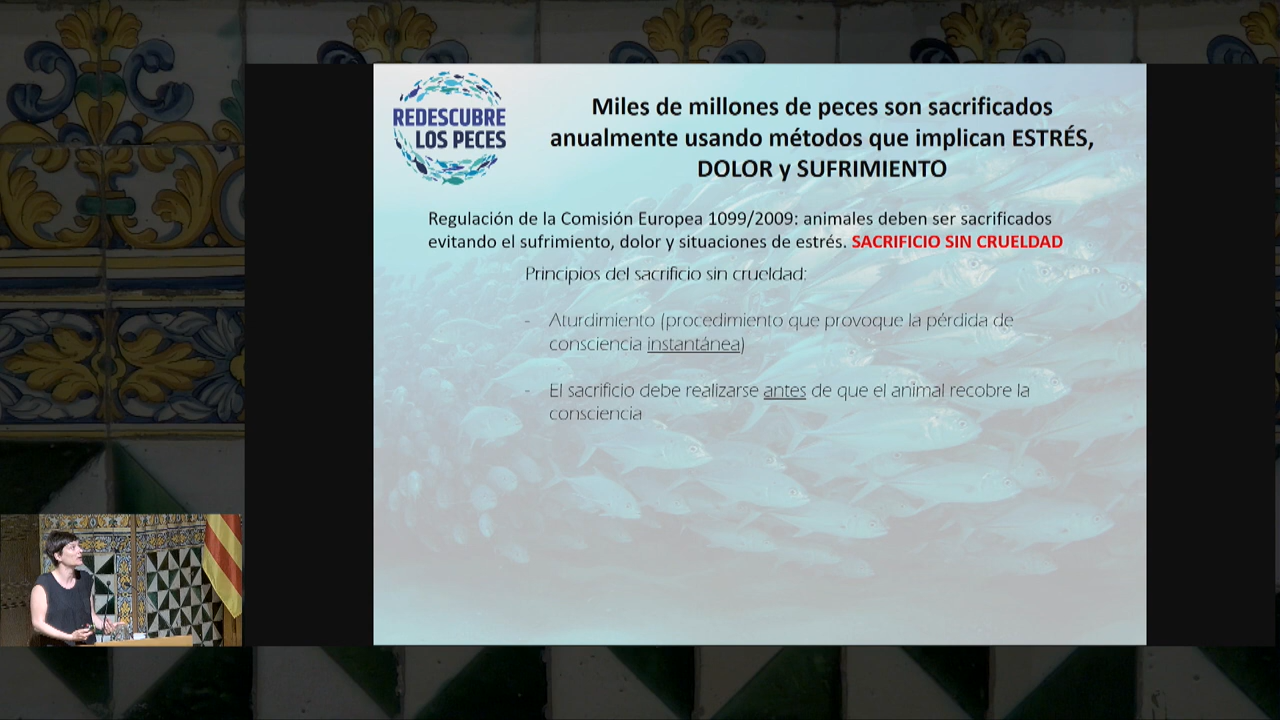 REDESCUBRE
LOS PECES
Miles de millones de peces son sacrificados
anualmente usando métodos que implican ESTRÉS,
DOLOR y SUFRIMIENTO
Regulación de la Comisión Europea 1099/2009: animales deben ser sacrificados
evitando el sufrimiento, dolor y situaciones de estrés. SACRIFICIO SIN CRUELDAD
Principios del sacrificio sin crueldad:
- Aturdimiento (procedimiento que provoque la pérdida de
consciencia instantánea)
- El sacrificio debe realizarse antes de que el animal recobre la
consciencia